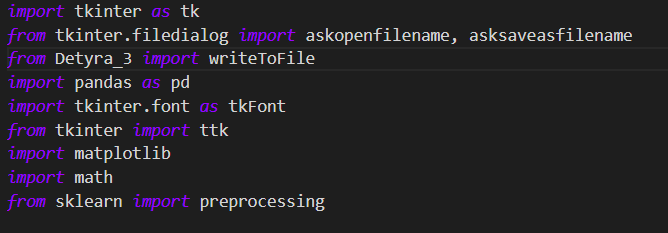 import tkinter as tk
from tkinter.filedialog import askopenfilename, asksaveasfilename
from Detyra_3 import writeToFile
import pandas as pd
import tkinter.font as tkFont
from tkinter import ttk
import matplotlib
import math
from sklearn import preprocessing